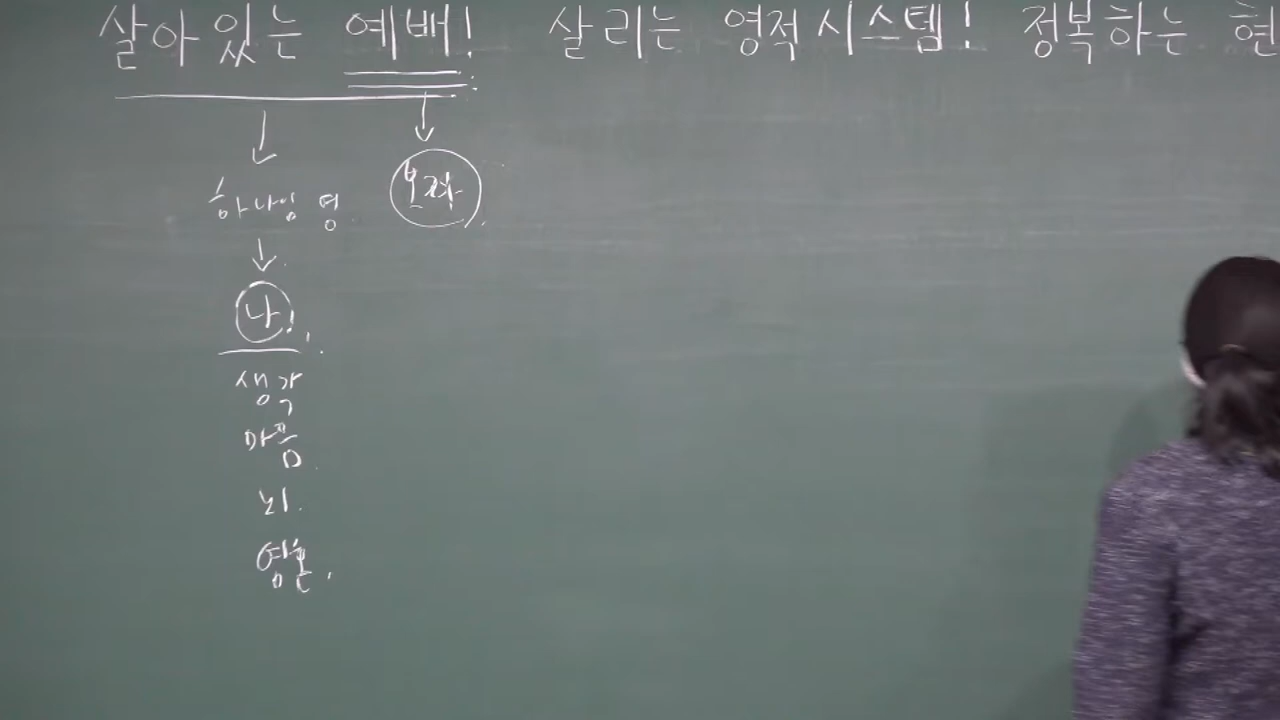 살아있는 예배! 살리는 영적시스템! 정복하는 현
하나님 영 보좌
나!
생각
마음
뇌.
영혼.